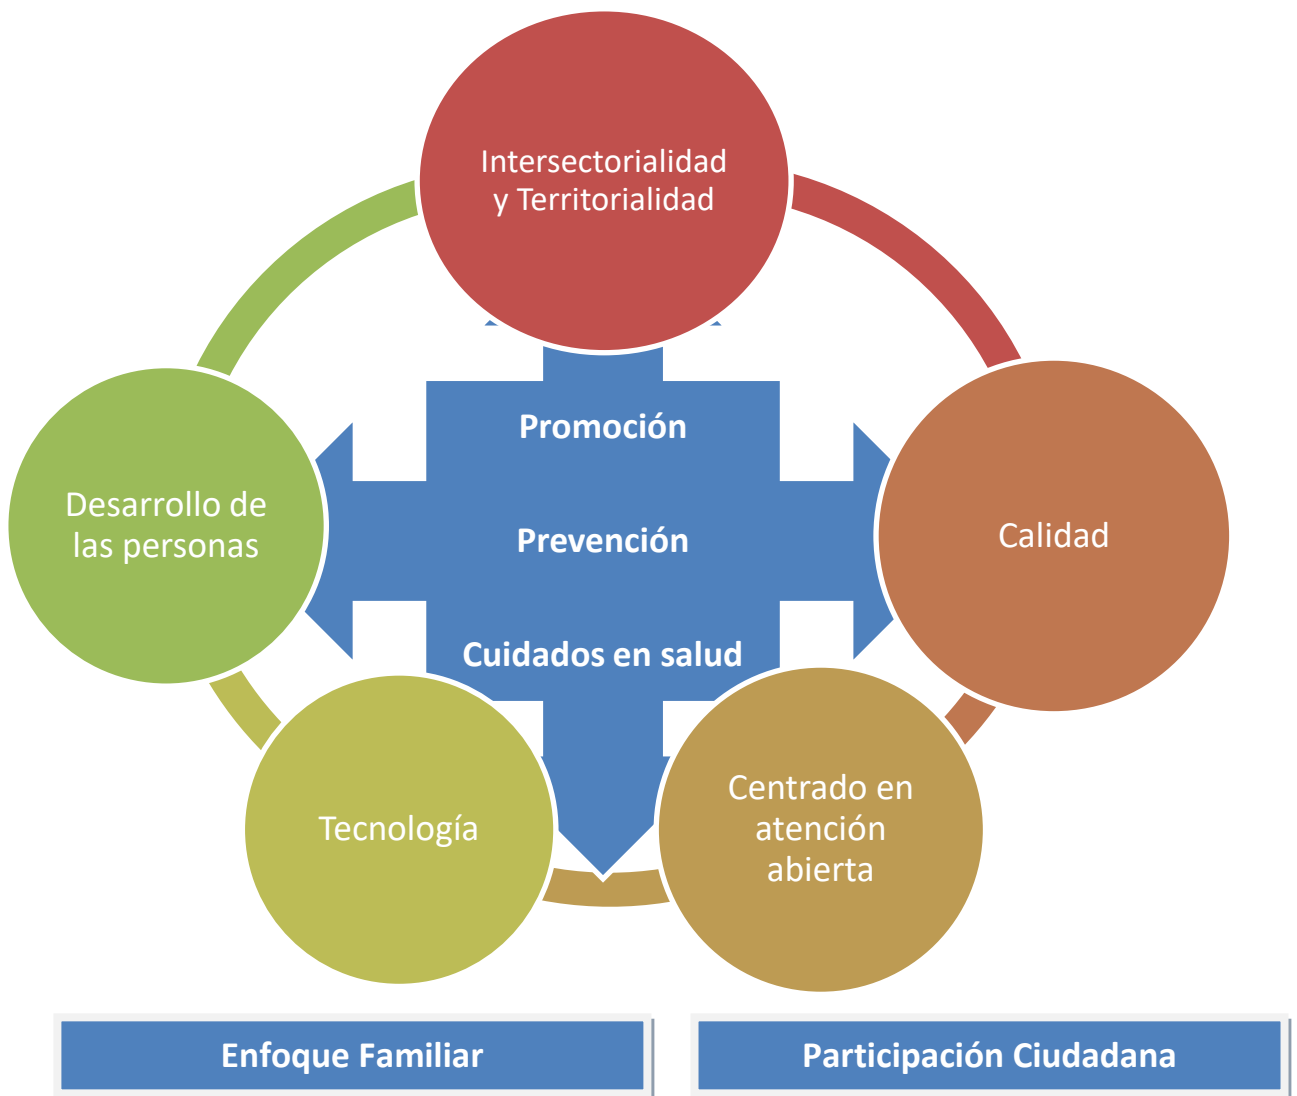 Intersectorialidad
y Territorialidad
Promoción
Desarrollo de
las personas
Prevención
Calidad
Cuidados en salud
Tecnología
Centrado en
atención
abierta
Enfoque Familiar
Participación Ciudadana